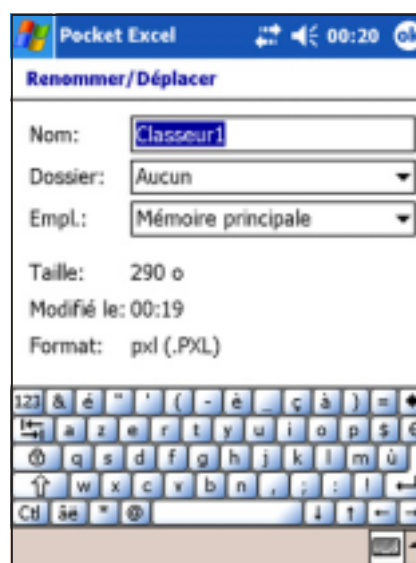 Pocket Excel 00:20 ok
Renommer/Déplacer
Nom: Classeur1
Dossier: Aucun
Empl.: Mémoire principale
Taille: 290 o
Modifié le: 00:19
Format: pxl (.PXL)
123 & é " ' ( - è _ ç à ) =
a z e r t y u i o p $ €
q s d f g h j k l m ù
w x c v b n , ; : !
Ctl áë * @ ↓ ↑ ← →